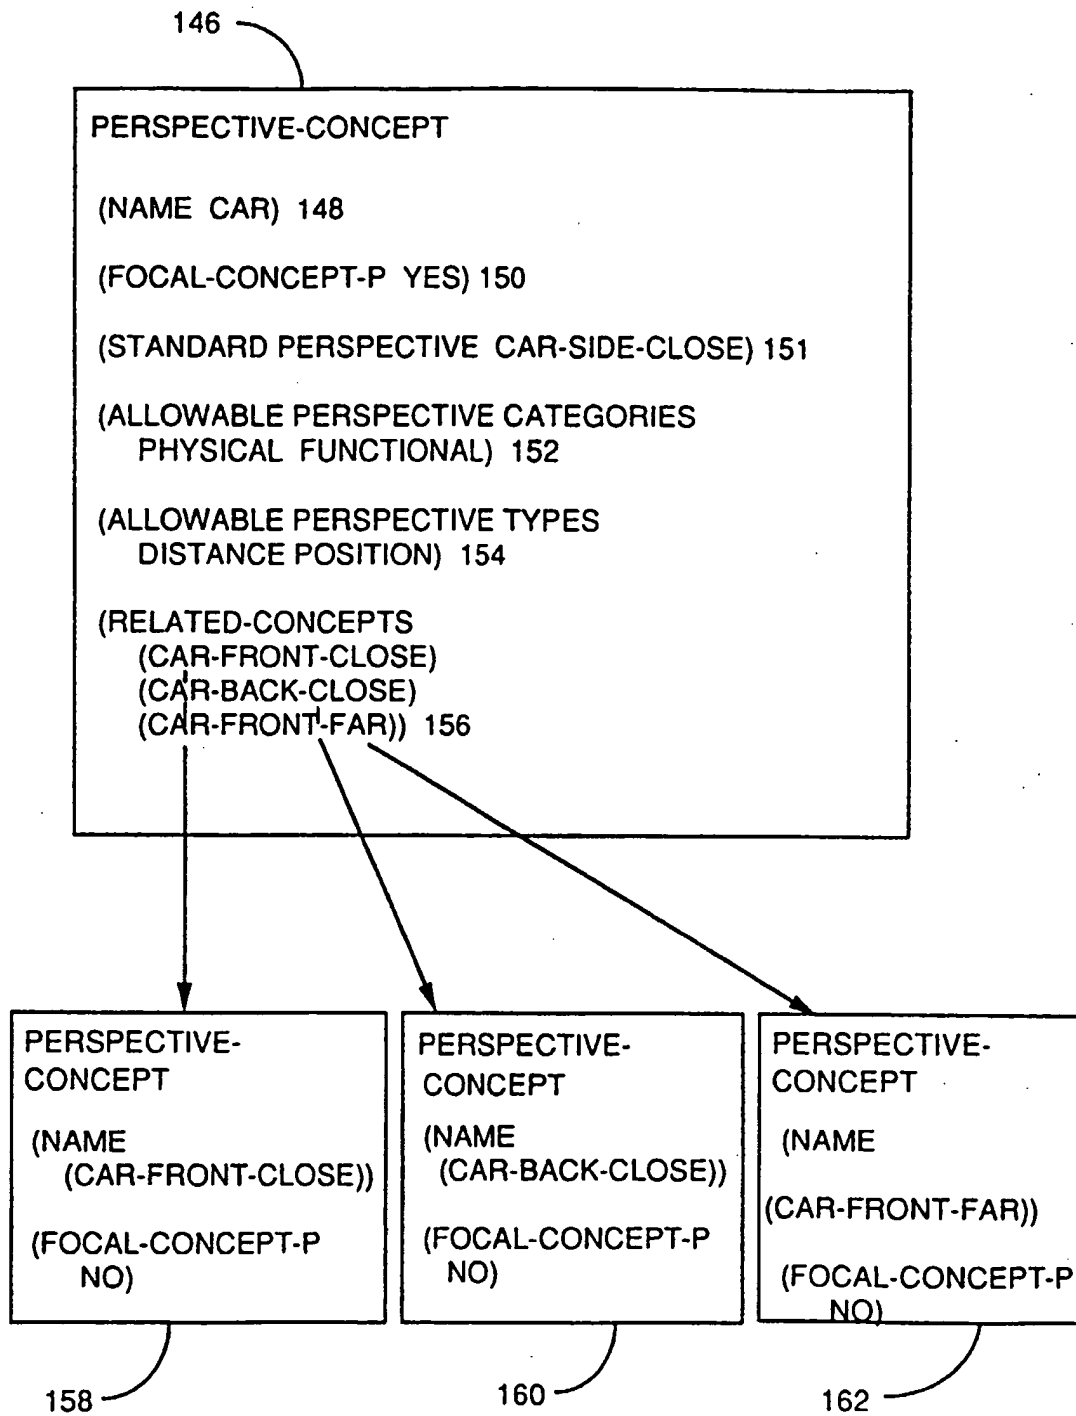 146
PERSPECTIVE-CONCEPT
(NAME CAR) 148
(FOCAL-CONCEPT-P YES) 150
(STANDARD PERSPECTIVE CAR-SIDE-CLOSE) 151
(ALLOWABLE PERSPECTIVE CATEGORIES
PHYSICAL FUNCTIONAL) 152
(ALLOWABLE PERSPECTIVE TYPES
DISTANCE POSITION) 154
(RELATED-CONCEPTS
(CAR-FRONT-CLOSE)
(CAR-BACK-CLOSE)
(CAR-FRONT-FAR)) 156
PERSPECTIVE-
CONCEPT
(NAME
(CAR-FRONT-CLOSE))
(FOCAL-CONCEPT-P
NO)
158
PERSPECTIVE-
CONCEPT
(NAME
(CAR-BACK-CLOSE))
(FOCAL-CONCEPT-P
NO)
160
PERSPECTIVE-
CONCEPT
(NAME
(CAR-FRONT-FAR))
(FOCAL-CONCEPT-P
NO)
162